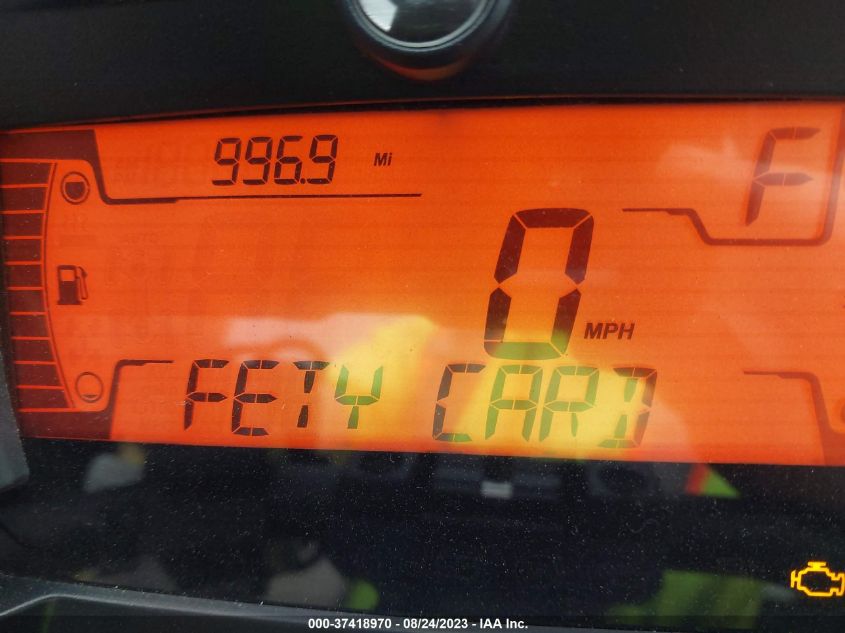 996.9 Mi
F
0 MPH
FETY CARD
000-37418970 - 08/24/2023 - IAA Inc.